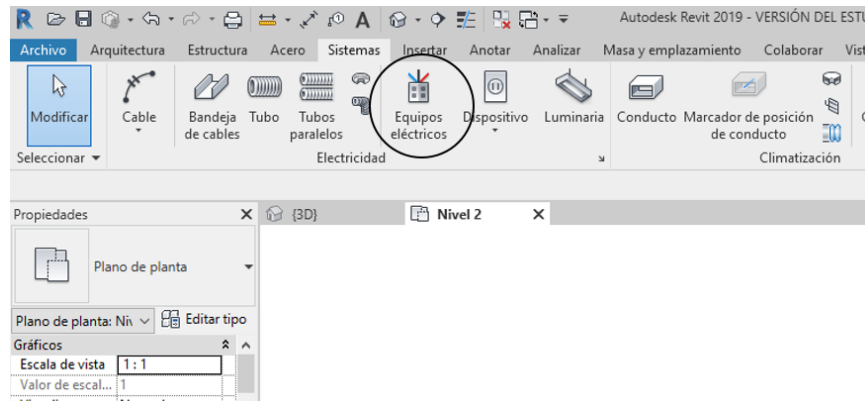 Autodesk Revit 2019 - VERSIÓN DEL ESTU
Archivo Arquitectura Estructura Acero Sistemas Insertar Anotar Analizar Masa y emplazamiento Colaborar Vist
Modificar Cable Bandeja de cables Tubo Tubos paralelos Equipos eléctricos Dispositivo Luminaria Conducto Marcador de posición de conducto
Seleccionar Electricidad Climatización
Propiedades {3D} Nivel 2
Plano de planta
Plano de planta: Niv Editar tipo
Gráficos
Escala de vista 1 : 1
Valor de escal... 1